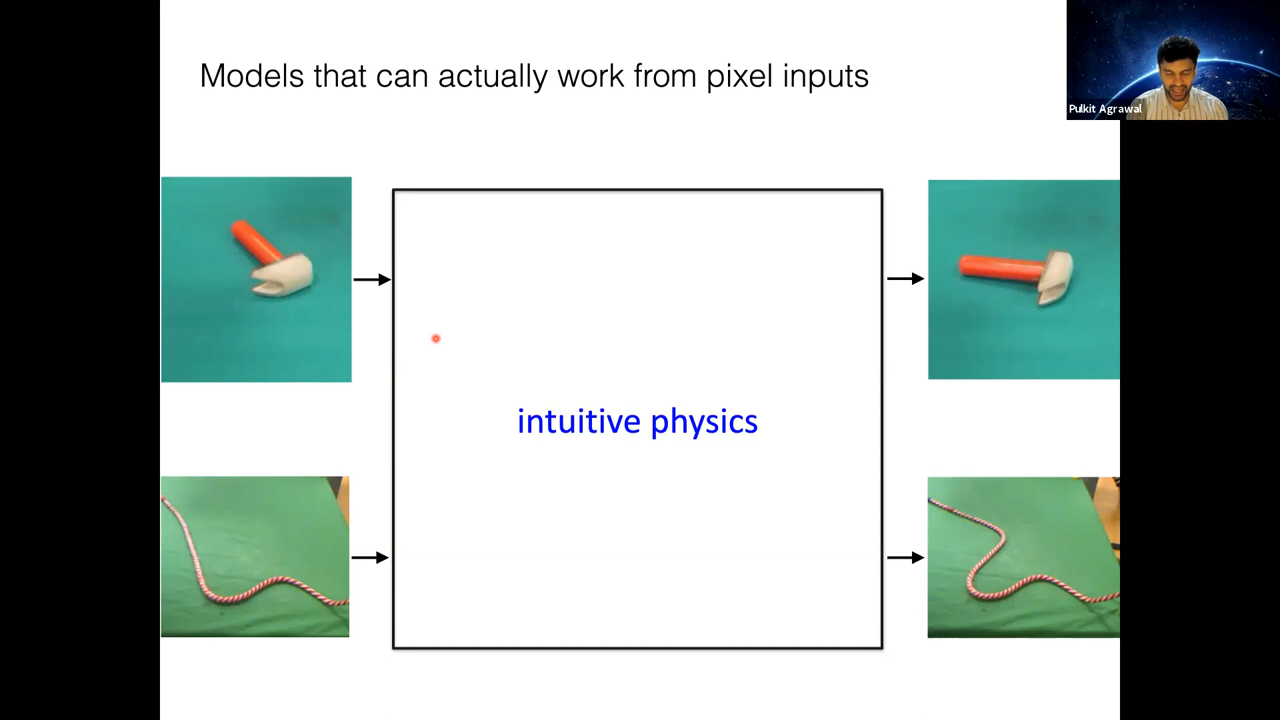 Models that can actually work from pixel inputs
Pulkit Agrawal
intuitive physics